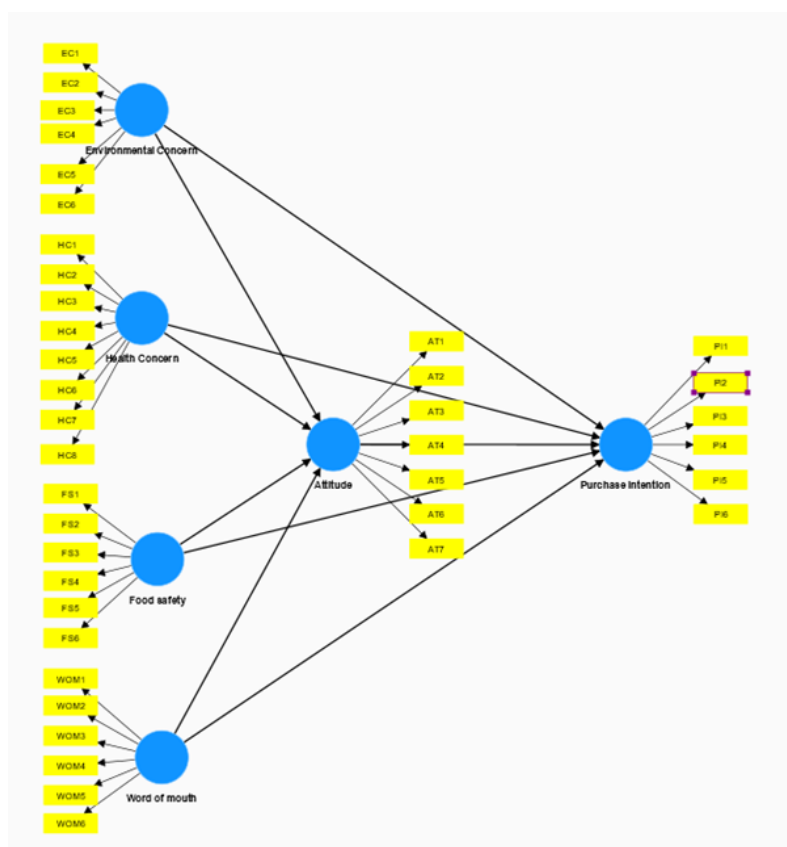 EC1
EC2
EC3
EC4
Environmental Concern
EC5
EC6
HC1
HC2
HC3
HC4
Health Concern
HC5
HC6
HC7
HC8
AT1
AT2
AT3
AT4
AT5
AT6
AT7
Attitude
PI1
PI2
PI3
PI4
PI5
PI6
Purchase Intention
FS1
FS2
FS3
FS4
FS5
FS6
Food safety
WOM1
WOM2
WOM3
WOM4
WOM5
WOM6
Word of mouth